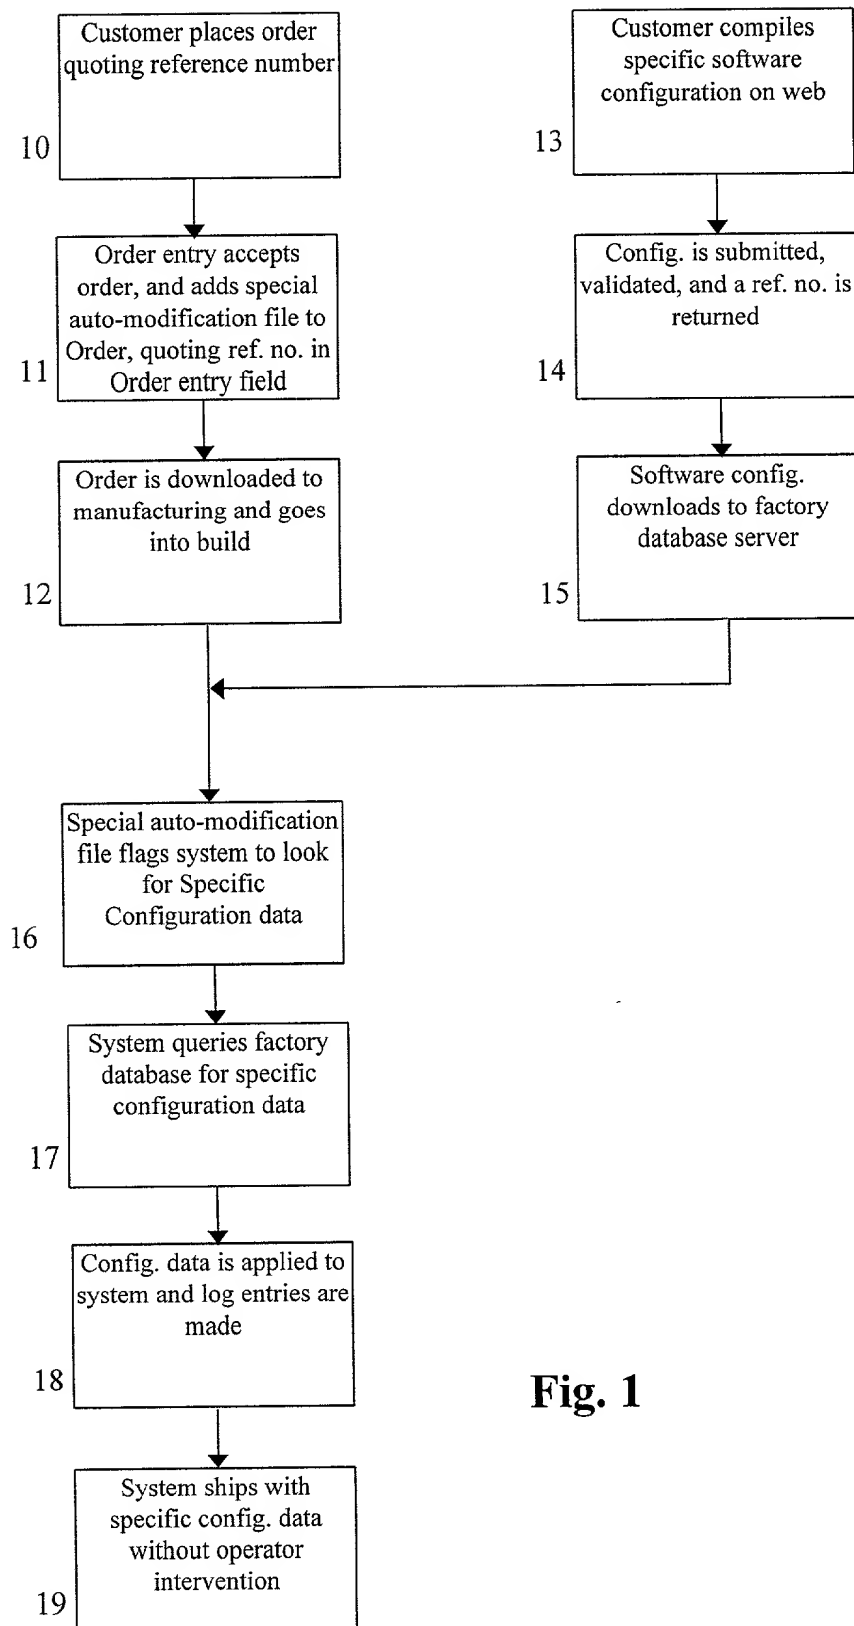 Customer places order
quoting reference number
10
Order entry accepts
order, and adds special
auto-modification file to
Order, quoting ref. no. in
Order entry field
11
Order is downloaded to
manufacturing and goes
into build
12
Customer compiles
specific software
configuration on web
13
Config. is submitted,
validated, and a ref. no. is
returned
14
Software config.
downloads to factory
database server
15
Special auto-modification
file flags system to look
for Specific
Configuration data
16
System queries factory
database for specific
configuration data
17
Config. data is applied to
system and log entries are
made
18
System ships with
specific config. data
without operator
intervention
19
Fig. 1